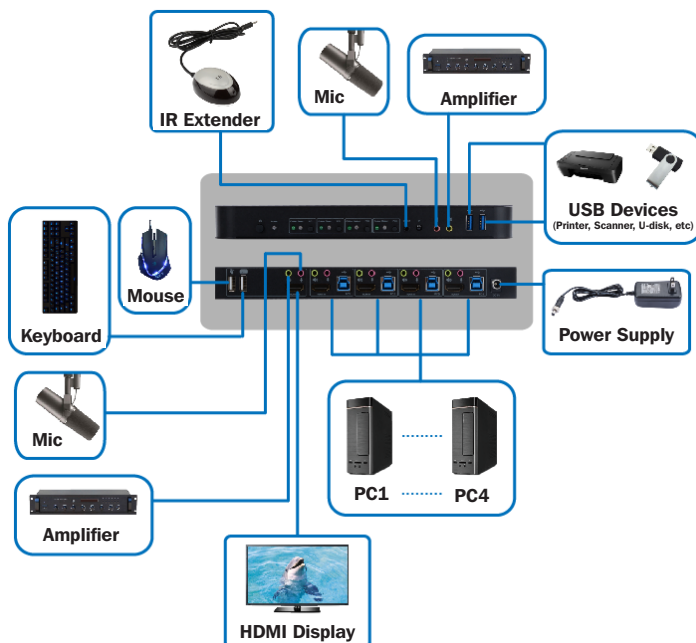 IR Extender
Mic
Amplifier
USB Devices
(Printer, Scanner, U-disk, etc)
Keyboard
Mouse
Power Supply
Mic
PC1
PC4
Amplifier
HDMI Display